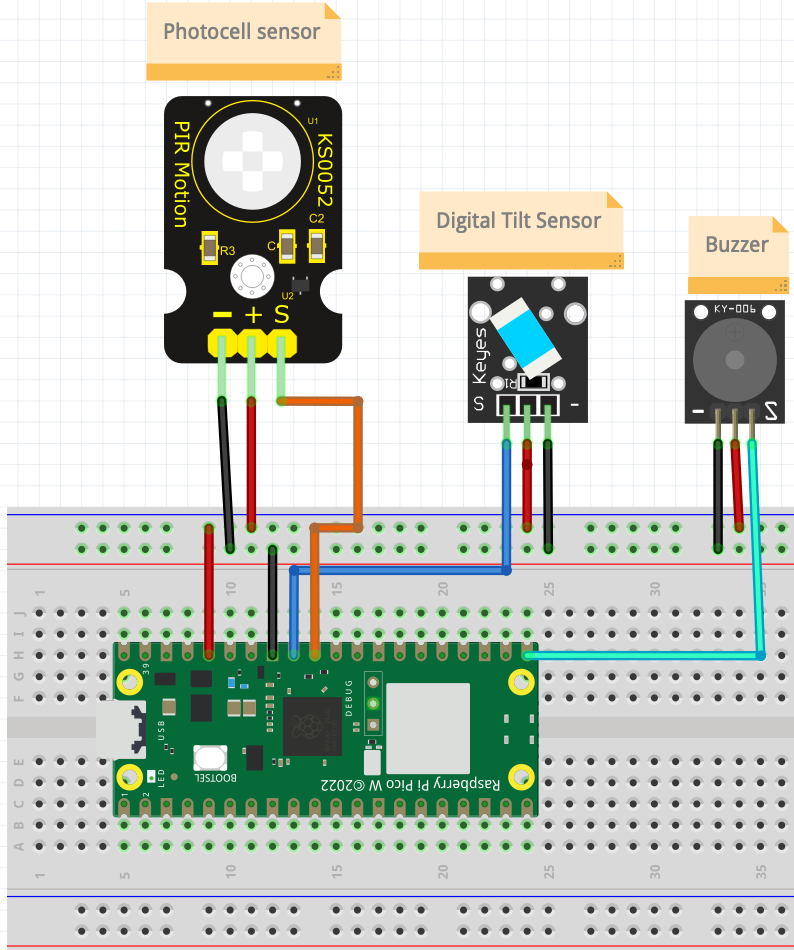 Photocell sensor
PIR Motion
KS0052
U1
R3
C
C2
U2
− + S
Digital Tilt Sensor
Keyes
R1
S
-
Buzzer
KY-006
- S
1 5 10 15 20 25 30 35
J
I
H
G
F
39
USB
DEBUG
BOOTSEL
LED
1
2
Raspberry Pi Pico W ©2022
E
D
C
B
A
1 5 10 15 20 25 30 35